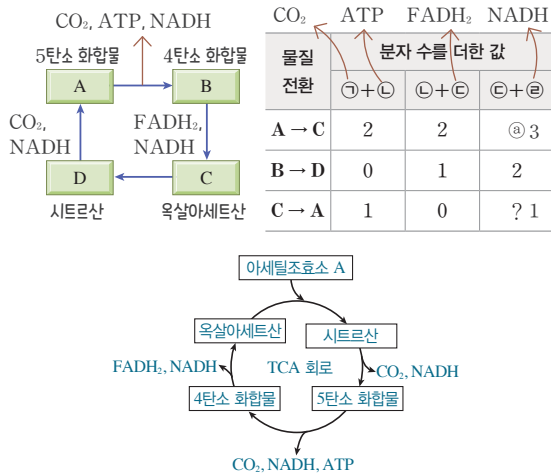 CO₂, ATP, NADH
5탄소 화합물 4탄소 화합물
A B
CO₂, NADH
FADH₂, NADH
D C
시트르산 옥살아세트산
CO₂ ATP FADH₂ NADH
물질 전환 분자 수를 더한 값
㉠+㉡ ㉡+㉢ ㉢+㉣
A → C 2 2 ⓐ 3
B → D 0 1 2
C → A 1 0 ? 1
아세틸조효소 A
옥살아세트산 시트르산
FADH₂, NADH TCA 회로 CO₂, NADH
4탄소 화합물 5탄소 화합물
CO₂, NADH, ATP